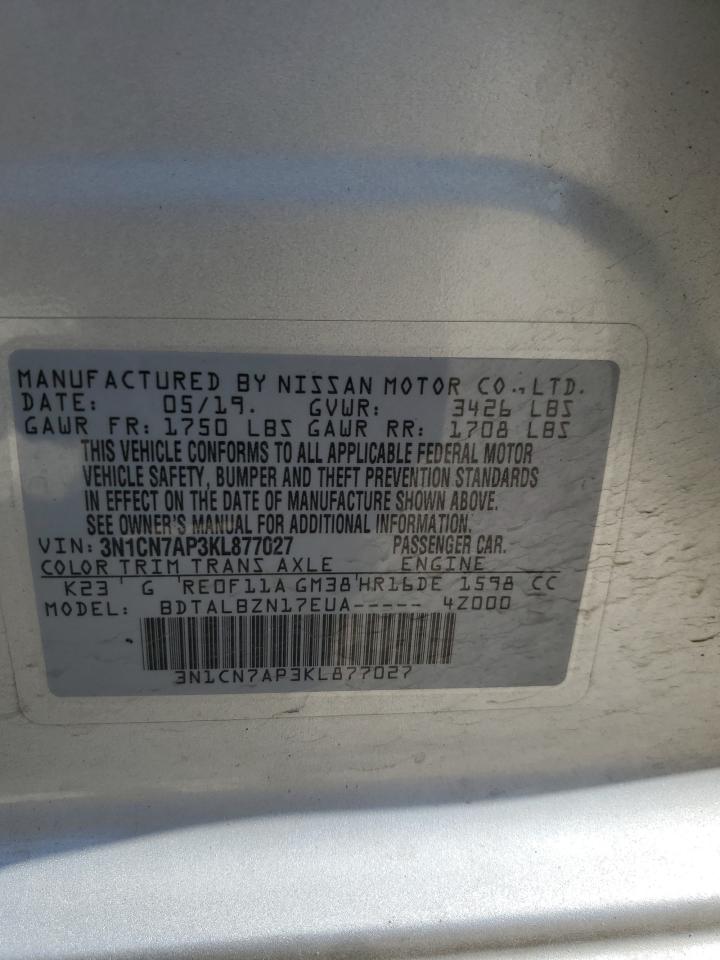 MANUFACTURED BY NISSAN MOTOR CO.,LTD.
DATE: 05/19. GVWR: 3426 LBS
GAWR FR: 1750 LBS GAWR RR: 1708 LBS
THIS VEHICLE CONFORMS TO ALL APPLICABLE FEDERAL MOTOR
VEHICLE SAFETY, BUMPER AND THEFT PREVENTION STANDARDS
IN EFFECT ON THE DATE OF MANUFACTURE SHOWN ABOVE.
SEE OWNER'S MANUAL FOR ADDITIONAL INFORMATION.
VIN: 3N1CN7AP3KL877027 PASSENGER CAR.
COLOR TRIM TRANS AXLE ENGINE
K23 G RE0F11A GM38 HR16DE 1598 CC
MODEL: BDTALBZN17EUA----- 4Z000
3N1CN7AP3KL877027